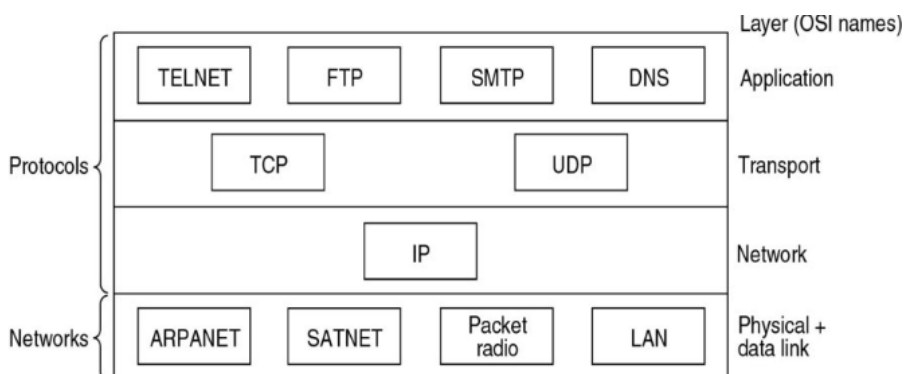 Layer (OSI names)
TELNET FTP SMTP DNS Application
Protocols TCP UDP Transport
IP Network
Networks ARPANET SATNET Packet radio LAN Physical + data link